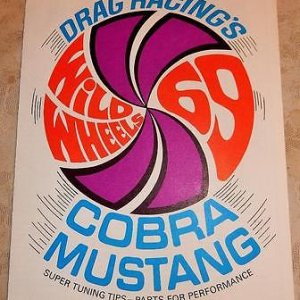 DRAG RACING'S
WILD
WHEELS
69
COBRA
MUSTANG
SUPER TUNING TIPS—PARTS FOR PERFORMANCE